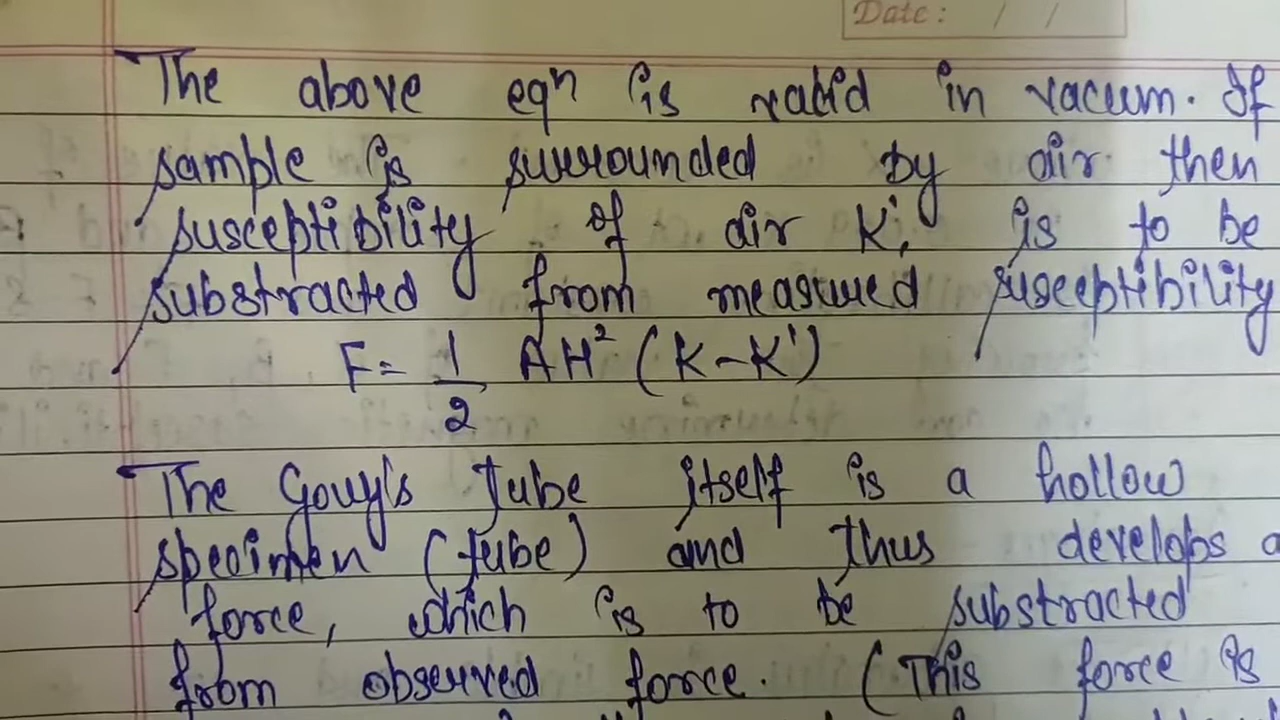 Date: / /
The above eqn is valid in vacuum. If
sample is surrounded by air then
susceptibility of air K', is to be
substracted from measured susceptibility
F = 1/2 AH² (K-K')
The Gouy's tube itself is a hollow
specimen (tube) and thus develops a
force, which is to be substracted
from observed force. (This force is